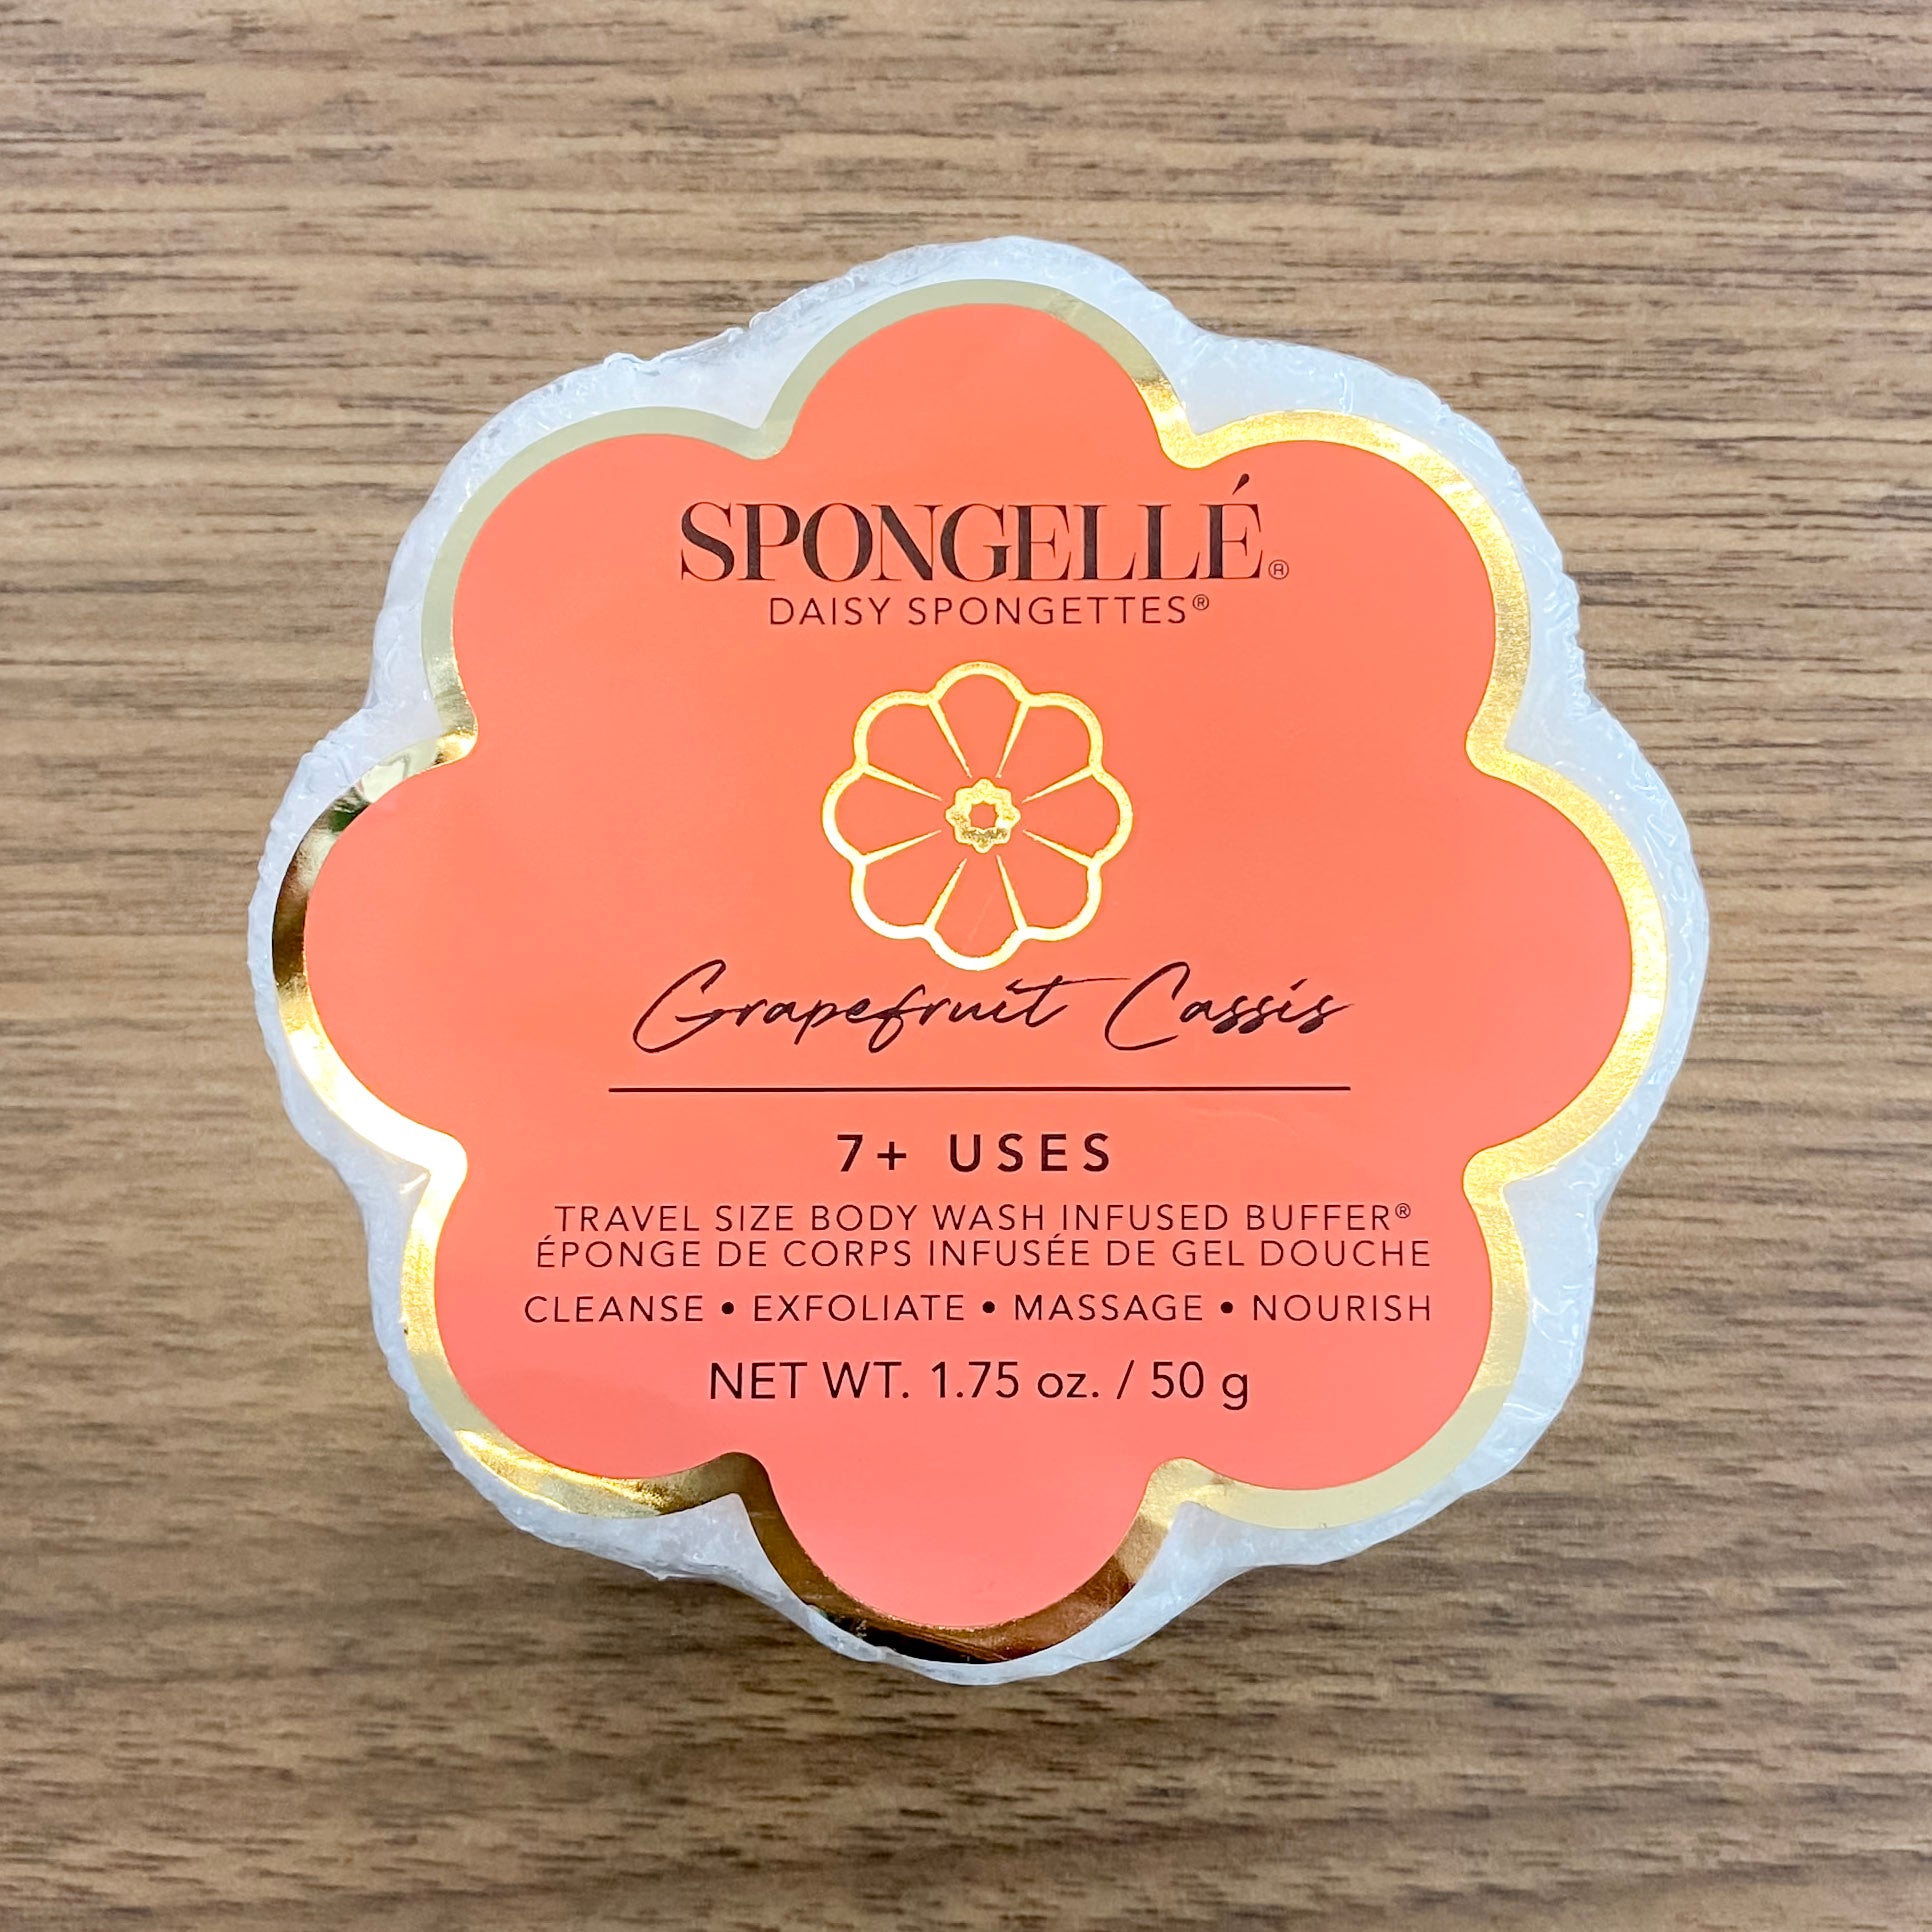 SPONGELLÉ®
DAISY SPONGETTES®
Grapefruit Cassis
7+ USES
TRAVEL SIZE BODY WASH INFUSED BUFFER®
ÉPONGE DE CORPS INFUSÉE DE GEL DOUCHE
CLEANSE • EXFOLIATE • MASSAGE • NOURISH
NET WT. 1.75 oz. / 50 g